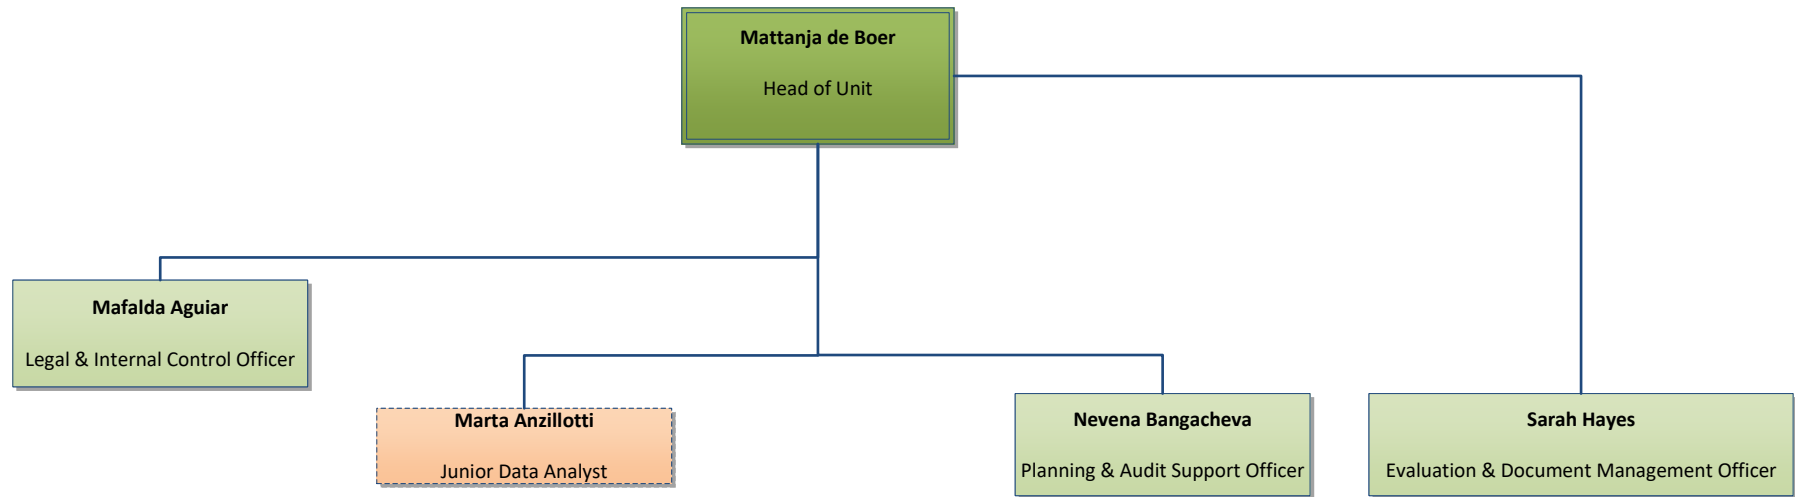 Mattanja de Boer
Head of Unit
Mafalda Aguiar
Legal & Internal Control Officer
Marta Anzillotti
Junior Data Analyst
Nevena Bangacheva
Planning & Audit Support Officer
Sarah Hayes
Evaluation & Document Management Officer